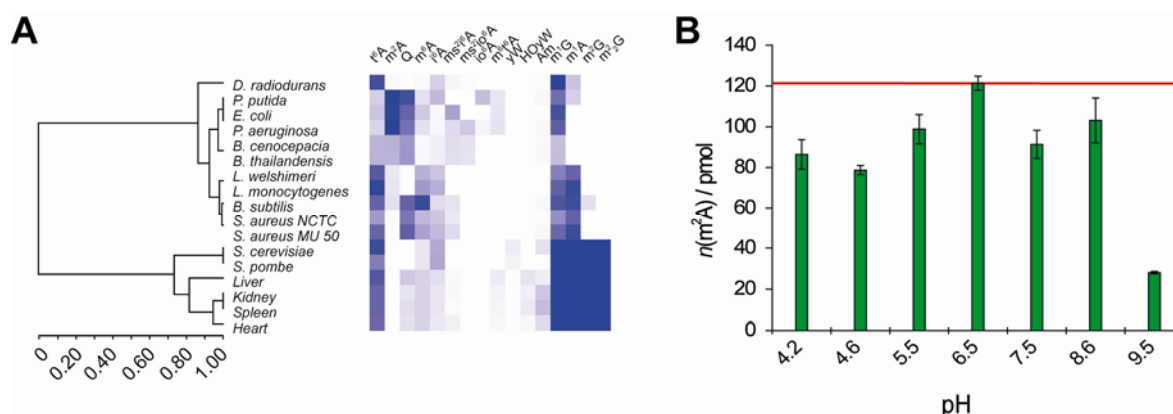 A
t⁶A m²A Q m⁶A i⁶A ms²i⁶A ms²io⁶A io⁶A m⁶t⁶A yW HOyW Am m¹G m¹A m²G m²₂G
D. radiodurans
P. putida
E. coli
P. aeruginosa
B. cenocepacia
B. thailandensis
L. welshimeri
L. monocytogenes
B. subtilis
S. aureus NCTC
S. aureus MU 50
S. cerevisiae
S. pombe
Liver
Kidney
Spleen
Heart
0 0.20 0.40 0.60 0.80 1.00
B
n(m²A) / pmol
140
120
100
80
60
40
20
0
4.2 4.6 5.5 6.5 7.5 8.6 9.5
pH